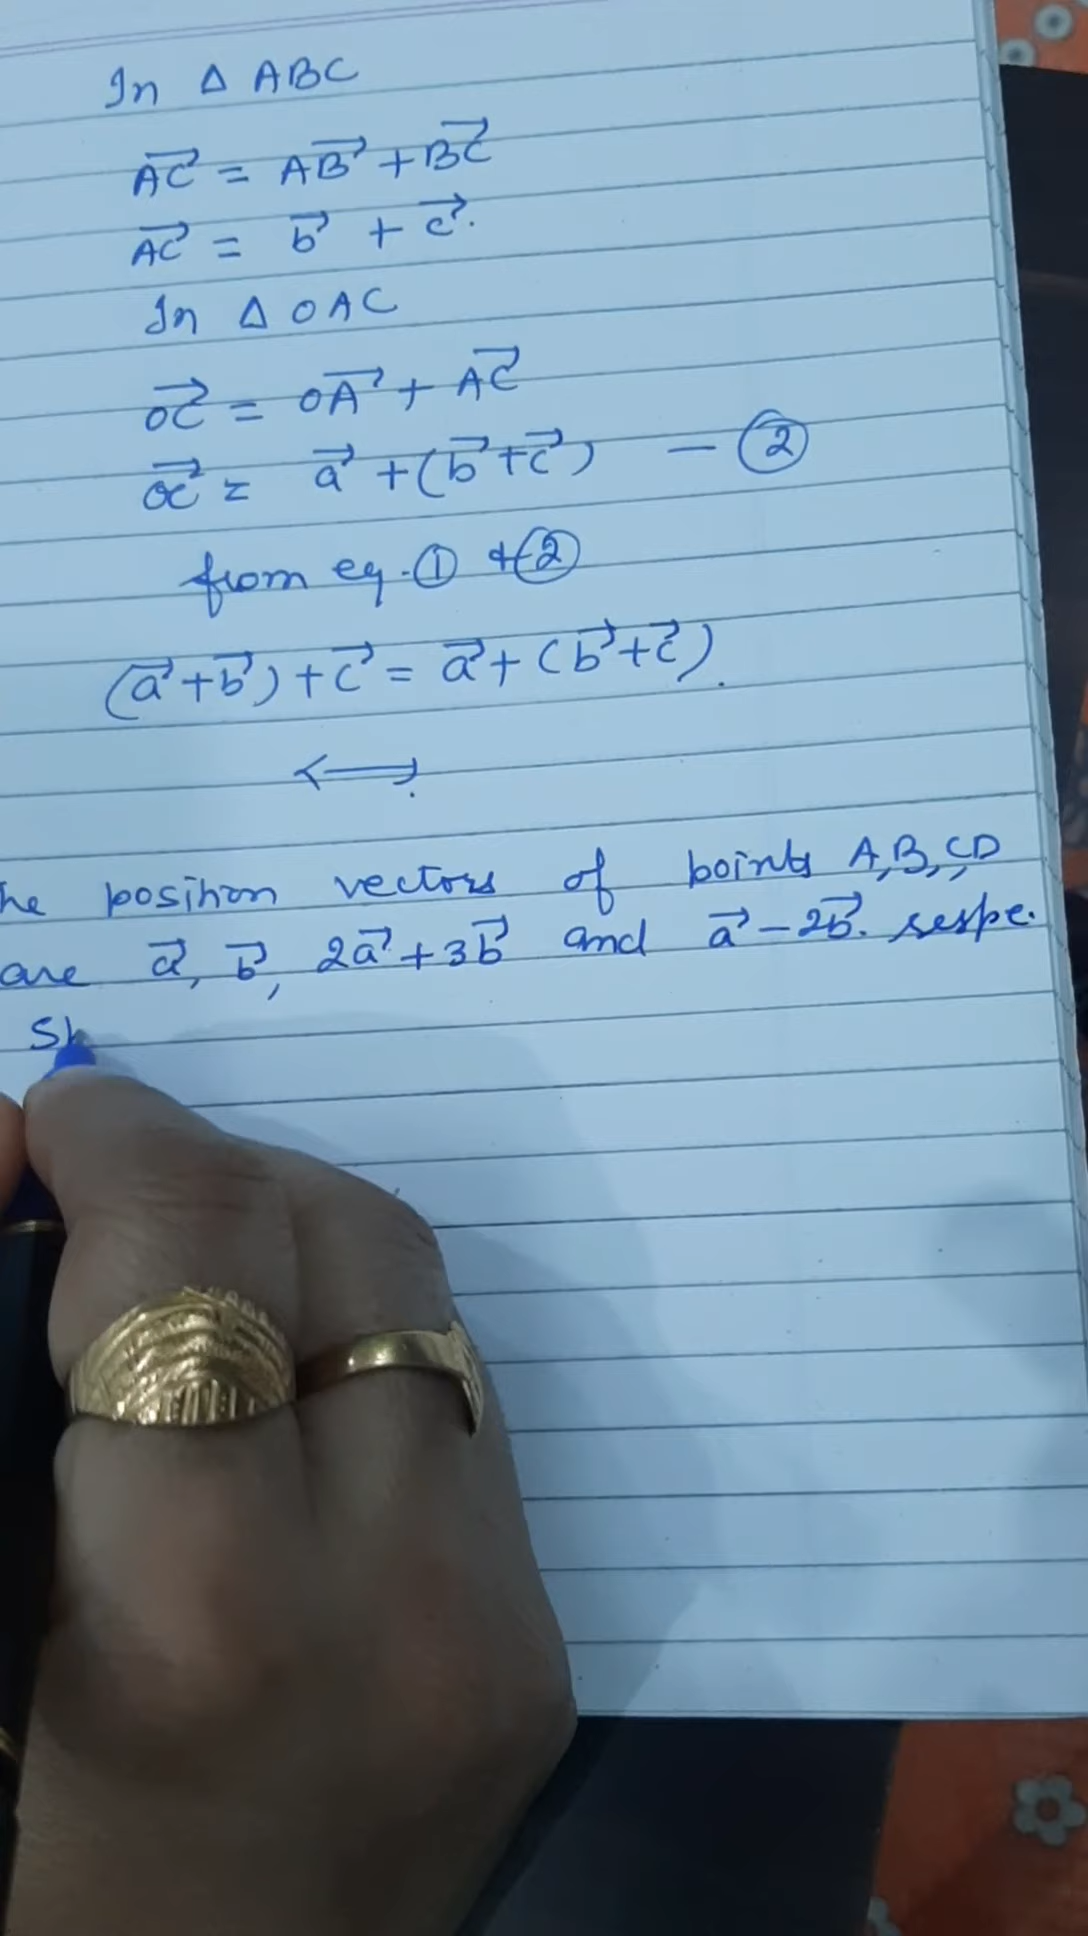 In Δ ABC
AC⃗ = AB⃗ + BC⃗
AC⃗ = b⃗ + c⃗.
In Δ OAC
OC⃗ = OA⃗ + AC⃗
OC⃗ = a⃗ + (b⃗ + c⃗) — ②
from eq. ① & ②
(a⃗ + b⃗) + c⃗ = a⃗ + (b⃗ + c⃗).
he position vectors of points A, B, C, D
are a⃗, b⃗, 2a⃗ + 3b⃗ and a⃗ - 2b⃗. respe.